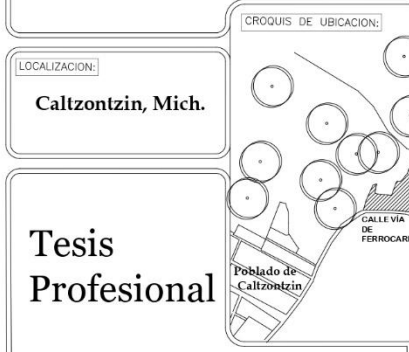 CROQUIS DE UBICACION:
LOCALIZACION:
Caltzontzin, Mich.
Tesis
Profesional
CALLE VÍA
DE
FERROCARR
Poblado de
Caltzontzin